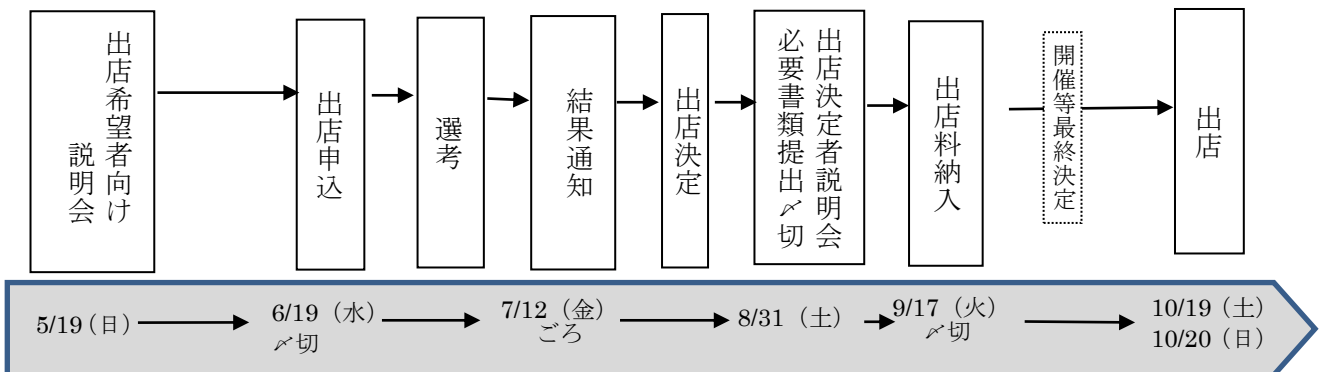 出店希望者向け
説明会
出店申込
選考
結果通知
出店決定
出店決定者説明会
必要書類提出〆切
出店料納入
開催等最終決定
出店
5/19（日）
6/19（水）
〆切
7/12（金）
ごろ
8/31（土）
9/17（火）
〆切
10/19（土）
10/20（日）